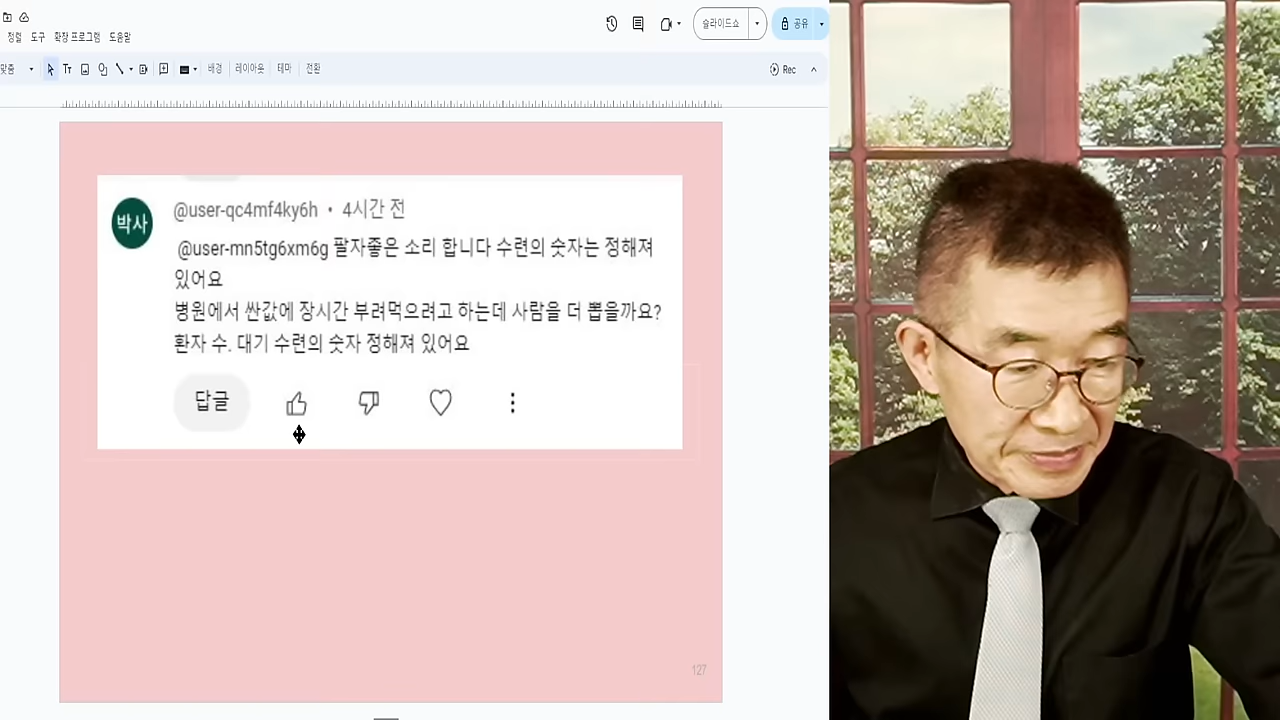 정렬 도구 확장 프로그램 도움말
슬라이드쇼
공유
맞춤
배경 레이아웃 테마 전환
Rec
박사
@user-qc4mf4ky6h • 4시간 전
@user-mn5tg6xm6g 팔자좋은 소리 합니다 수련의 숫자는 정해져
있어요
병원에서 싼값에 장시간 부려먹으려고 하는데 사람을 더 뽑을까요?
환자 수. 대기 수련의 숫자 정해져 있어요
답글
127